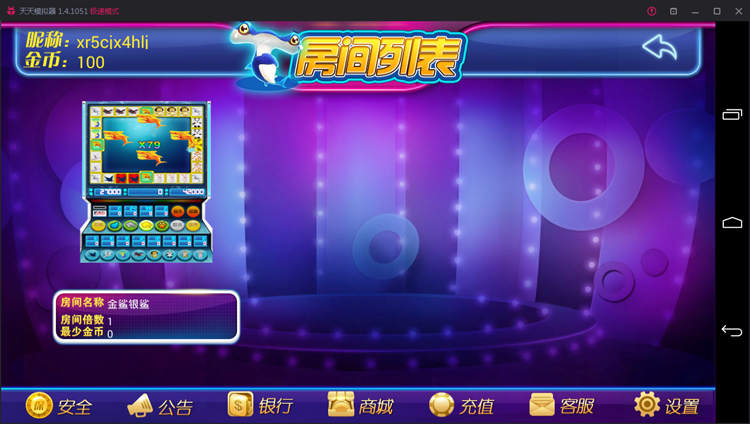 天天模拟器 1.4.1051 极速模式
昵称：xr5cjx4hlj
金币：100
房间列表
X79
27000 0 42000
房间名称 金鲨银鲨
房间倍数 1
最少金币 0
保 安全 公告 银行 商城 充值 客服 设置